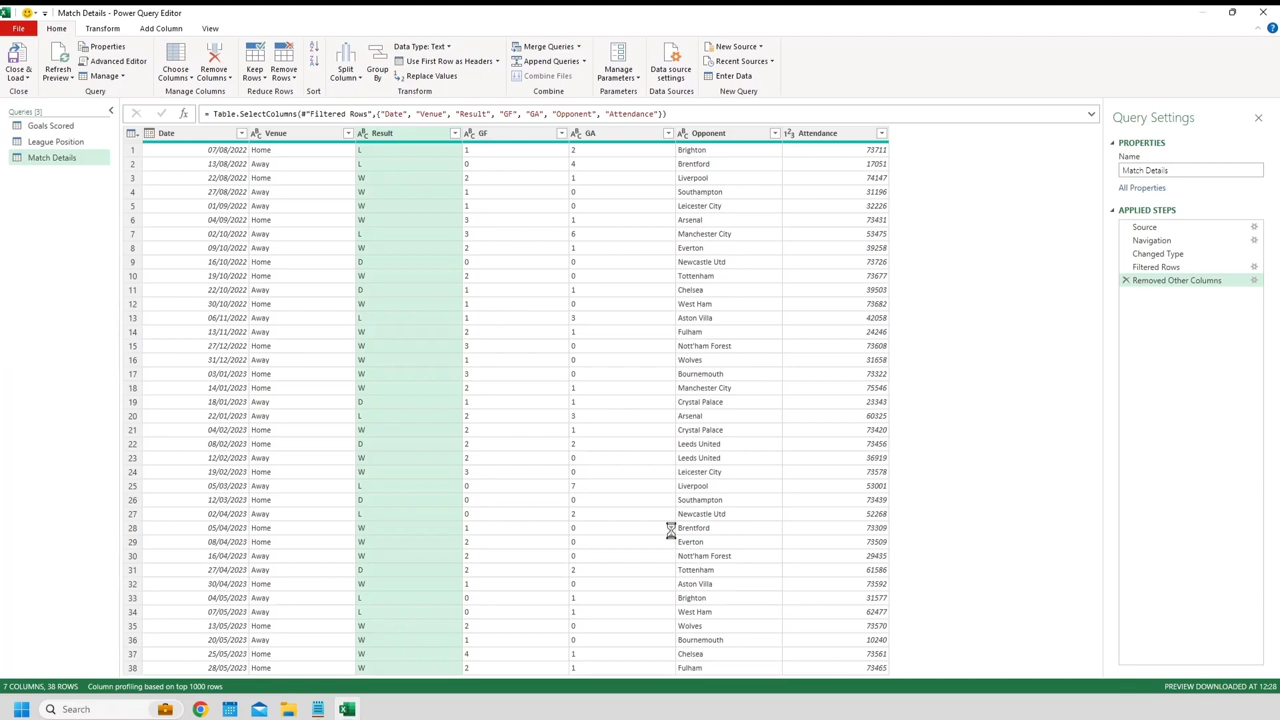 Match Details - Power Query Editor
File Home Transform Add Column View
Close & Load
Close
Refresh Preview
Properties
Advanced Editor
Manage
Query
Choose Columns
Remove Columns
Manage Columns
Keep Rows
Remove Rows
Reduce Rows
Sort
Split Column
Group By
Data Type: Text
Use First Row as Headers
Replace Values
Transform
Merge Queries
Append Queries
Combine Files
Combine
Manage Parameters
Parameters
Data source settings
Data Sources
New Source
Recent Sources
Enter Data
New Query
Queries [3]
Goals Scored
League Position
Match Details
= Table.SelectColumns(#"Filtered Rows",{"Date", "Venue", "Result", "GF", "GA", "Opponent", "Attendance"})
Date Venue Result GF GA Opponent Attendance
1 07/08/2022 Home L 1 2 Brighton 73711
2 13/08/2022 Away L 0 4 Brentford 17051
3 22/08/2022 Home W 2 1 Liverpool 74147
4 27/08/2022 Away W 1 0 Southampton 31196
5 01/09/2022 Away W 1 0 Leicester City 32226
6 04/09/2022 Home W 3 1 Arsenal 73431
7 02/10/2022 Away L 3 6 Manchester City 53475
8 09/10/2022 Away W 2 1 Everton 39258
9 16/10/2022 Home D 0 0 Newcastle Utd 73726
10 19/10/2022 Home W 2 0 Tottenham 73677
11 22/10/2022 Away D 1 1 Chelsea 39503
12 30/10/2022 Home W 1 0 West Ham 73682
13 06/11/2022 Away L 1 3 Aston Villa 42058
14 13/11/2022 Away W 2 1 Fulham 24246
15 27/12/2022 Home W 3 0 Nott'ham Forest 73608
16 31/12/2022 Away W 1 0 Wolves 31658
17 03/01/2023 Home W 3 0 Bournemouth 73322
18 14/01/2023 Home W 2 1 Manchester City 75546
19 18/01/2023 Away D 1 1 Crystal Palace 23343
20 22/01/2023 Away L 2 3 Arsenal 60325
21 04/02/2023 Home W 2 1 Crystal Palace 73420
22 08/02/2023 Home D 2 2 Leeds United 73456
23 12/02/2023 Away W 2 0 Leeds United 36919
24 19/02/2023 Home W 3 0 Leicester City 73578
25 05/03/2023 Away L 0 7 Liverpool 53001
26 12/03/2023 Home D 0 0 Southampton 73439
27 02/04/2023 Away L 0 2 Newcastle Utd 52268
28 05/04/2023 Home W 1 0 Brentford 73309
29 08/04/2023 Home W 2 0 Everton 73509
30 16/04/2023 Away W 2 0 Nott'ham Forest 29435
31 27/04/2023 Away D 2 2 Tottenham 61586
32 30/04/2023 Home W 1 0 Aston Villa 73592
33 04/05/2023 Away L 0 1 Brighton 31577
34 07/05/2023 Away L 0 1 West Ham 62477
35 13/05/2023 Home W 2 0 Wolves 73570
36 20/05/2023 Away W 1 0 Bournemouth 10240
37 25/05/2023 Home W 4 1 Chelsea 73561
38 28/05/2023 Home W 2 1 Fulham 73465
Query Settings
PROPERTIES
Name
Match Details
All Properties
APPLIED STEPS
Source
Navigation
Changed Type
Filtered Rows
Removed Other Columns
7 COLUMNS, 38 ROWS Column profiling based on top 1000 rows
PREVIEW DOWNLOADED AT 12:28
Search